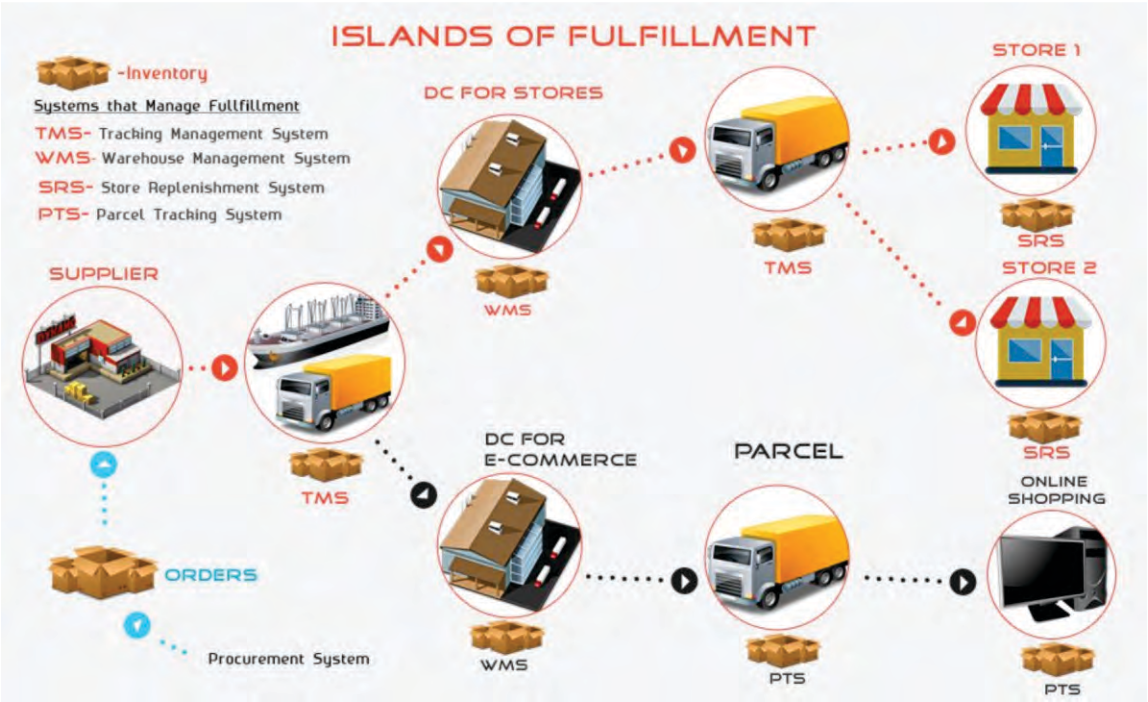 ISLANDS OF FULFILLMENT
-Inventory
Systems that Manage Fullfillment
TMS- Tracking Management System
WMS- Warehouse Management System
SRS- Store Replenishment System
PTS- Parcel Tracking System
DC FOR STORES
WMS
TMS
STORE 1
SRS
STORE 2
SRS
SUPPLIER
TMS
DC FOR
E-COMMERCE
WMS
PARCEL
PTS
ONLINE
SHOPPING
PTS
ORDERS
Procurement System